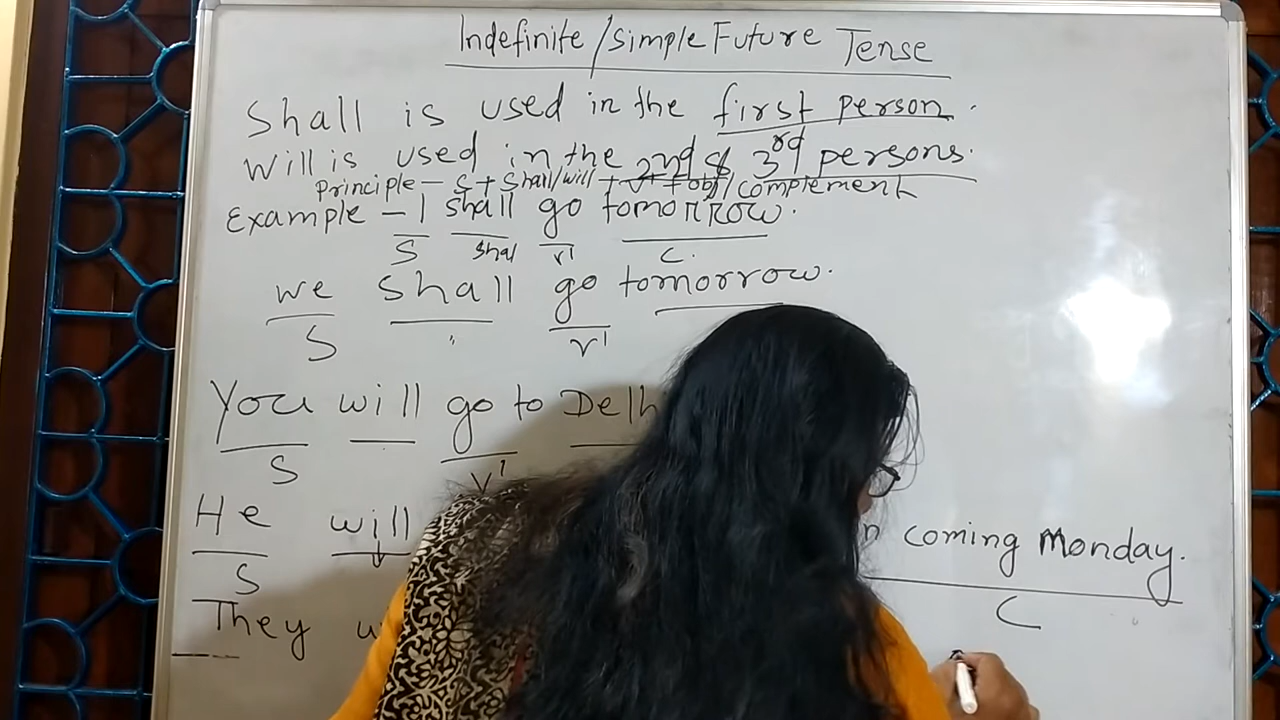 Indefinite/simple Future Tense
Shall is used in the first person.
Will is used in the 2nd & 3rd persons.
principle - S + shall/will + v1 + obj/complement
Example - I shall go tomorrow.
S shal v1 C.
we shall go tomorrow.
S v1
You will go to Delh
S v1
He will n coming Monday.
S C
They